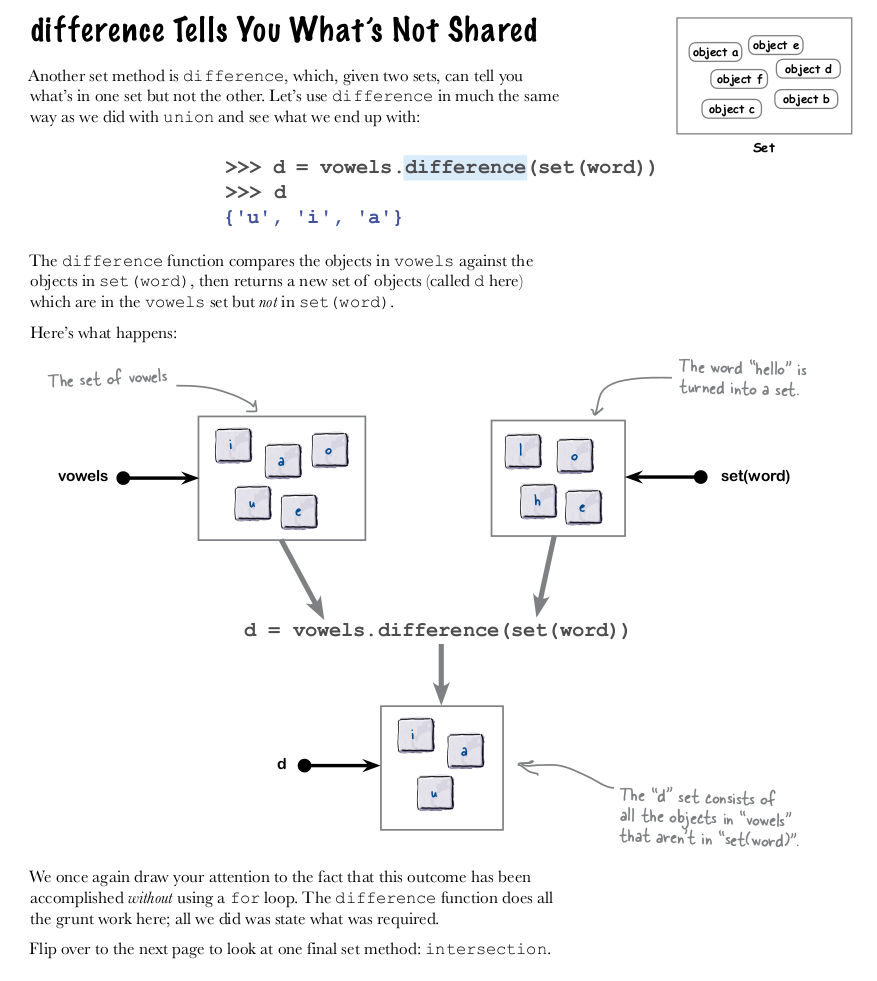 difference Tells You What's Not Shared
Another set method is difference, which, given two sets, can tell you
what's in one set but not the other. Let's use difference in much the same
way as we did with union and see what we end up with:
object a
object e
object f
object d
object c
object b
Set
>>> d = vowels.difference(set(word))
>>> d
{'u', 'i', 'a'}
The difference function compares the objects in vowels against the
objects in set(word), then returns a new set of objects (called d here)
which are in the vowels set but not in set(word).
Here's what happens:
The set of vowels
The word "hello" is
turned into a set.
vowels
i
a
o
u
e
l
o
h
e
set(word)
d = vowels.difference(set(word))
d
i
a
u
The "d" set consists of
all the objects in "vowels"
that aren't in "set(word)".
We once again draw your attention to the fact that this outcome has been
accomplished without using a for loop. The difference function does all
the grunt work here; all we did was state what was required.
Flip over to the next page to look at one final set method: intersection.